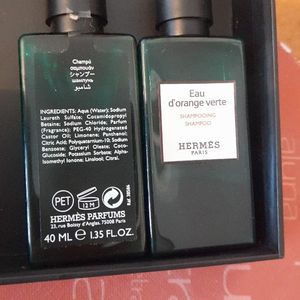 Champú
σαμπουάν
シャンプー
шампунь
شامبو
INGREDIENTS: Aqua (Water); Sodium
Laureth Sulfate; Cocamidopropyl
Betaine; Sodium Chloride; Parfum
(Fragrance); PEG-40 Hydrogenated
Castor Oil; Limonene; Panthenol;
Citric Acid; Polyquaternium-10; Sodium
Benzoate; Glyceryl Oleate; Coco-
Glucoside; Potassium Sorbate; Alpha-
Isomethyl Ionone; Linalool; Citral.
PET
12 M
HERMÈS PARFUMS
23, rue Boissy d'Anglas,
75008 Paris
40 ML e 1.35 FL.OZ.
Eau
d'orange verte
SHAMPOOING
SHAMPOO
HERMÈS
PARIS